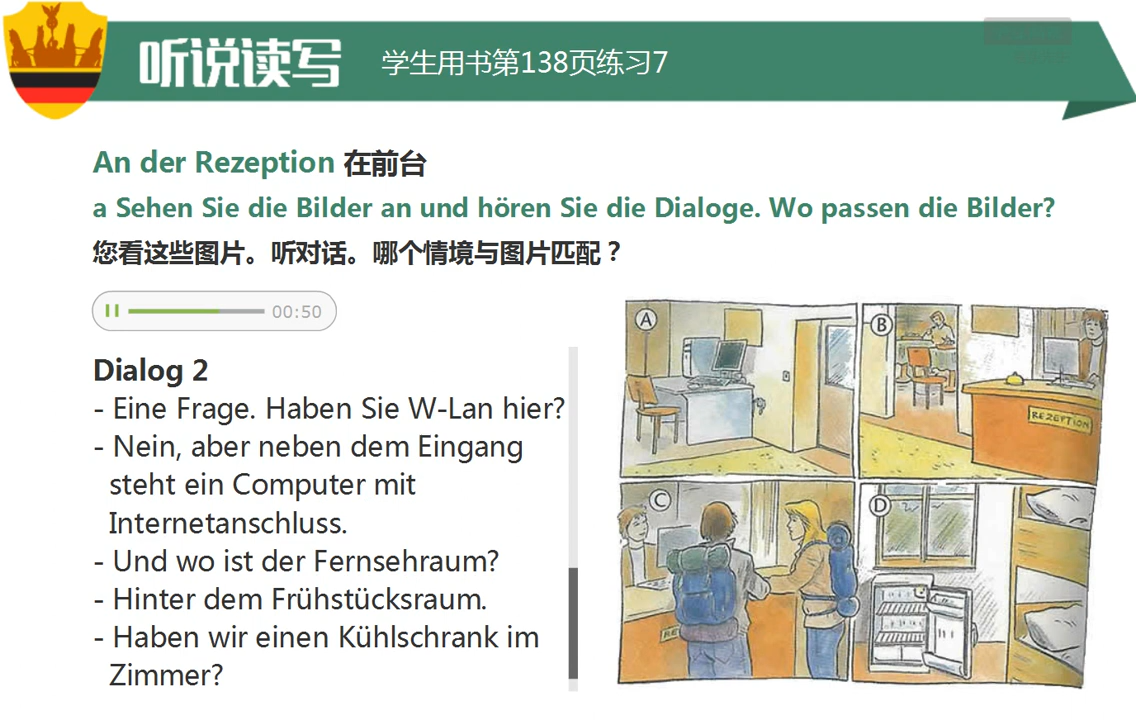 听说读写 学生用书第138页练习7
An der Rezeption 在前台
a Sehen Sie die Bilder an und hören Sie die Dialoge. Wo passen die Bilder?
您看这些图片。听对话。哪个情境与图片匹配？
00:50
Dialog 2
- Eine Frage. Haben Sie W-Lan hier?
- Nein, aber neben dem Eingang
steht ein Computer mit
Internetanschluss.
- Und wo ist der Fernsehraum?
- Hinter dem Frühstücksraum.
- Haben wir einen Kühlschrank im
Zimmer?
A
B
REZEPTION
C
RE
D